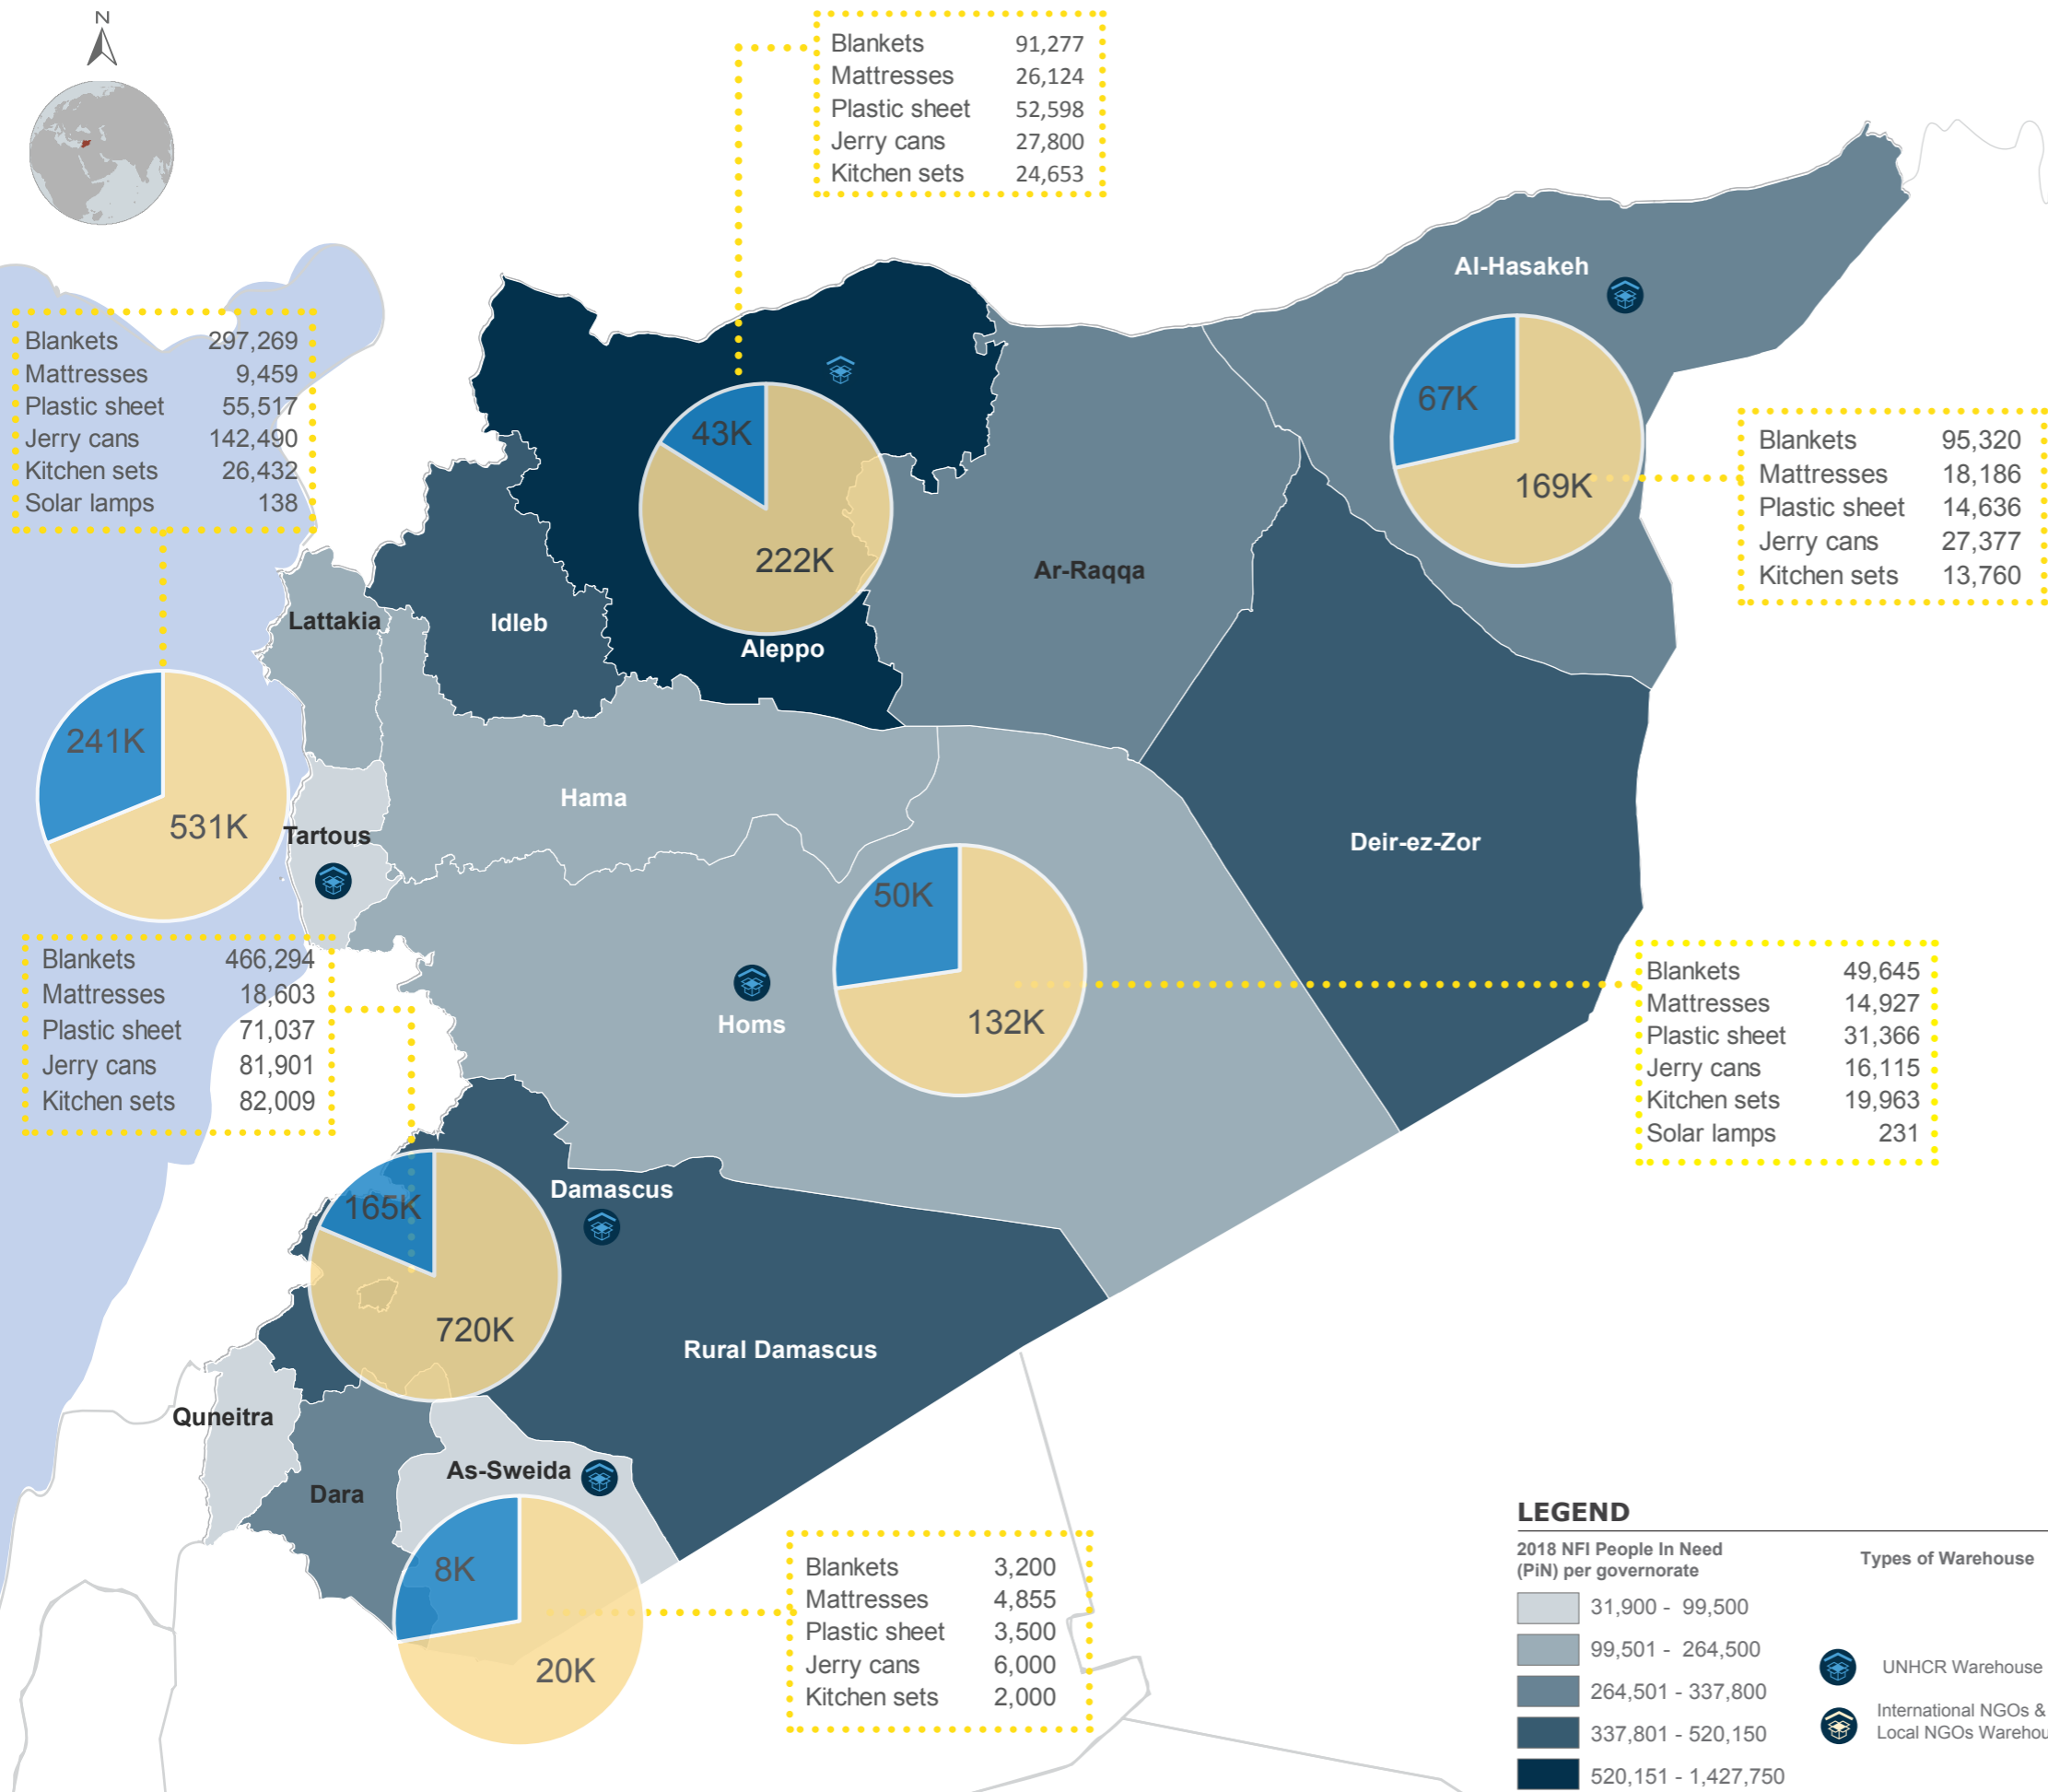 N
Blankets 91,277
Mattresses 26,124
Plastic sheet 52,598
Jerry cans 27,800
Kitchen sets 24,653
Al-Hasakeh
67K
169K
Blankets 95,320
Mattresses 18,186
Plastic sheet 14,636
Jerry cans 27,377
Kitchen sets 13,760
Blankets 297,269
Mattresses 9,459
Plastic sheet 55,517
Jerry cans 142,490
Kitchen sets 26,432
Solar lamps 138
43K
222K
Aleppo
Ar-Raqqa
Lattakia
Idleb
241K
531K
Hama
Tartous
Deir-ez-Zor
50K
132K
Homs
Blankets 466,294
Mattresses 18,603
Plastic sheet 71,037
Jerry cans 81,901
Kitchen sets 82,009
Blankets 49,645
Mattresses 14,927
Plastic sheet 31,366
Jerry cans 16,115
Kitchen sets 19,963
Solar lamps 231
Damascus
165K
720K
Rural Damascus
Quneitra
Dara
As-Sweida
8K
20K
Blankets 3,200
Mattresses 4,855
Plastic sheet 3,500
Jerry cans 6,000
Kitchen sets 2,000
LEGEND
2018 NFI People In Need
(PiN) per governorate
31,900 - 99,500
99,501 - 264,500
264,501 - 337,800
337,801 - 520,150
520,151 - 1,427,750
Types of Warehouse
UNHCR Warehouse
International NGOs &
Local NGOs Warehou